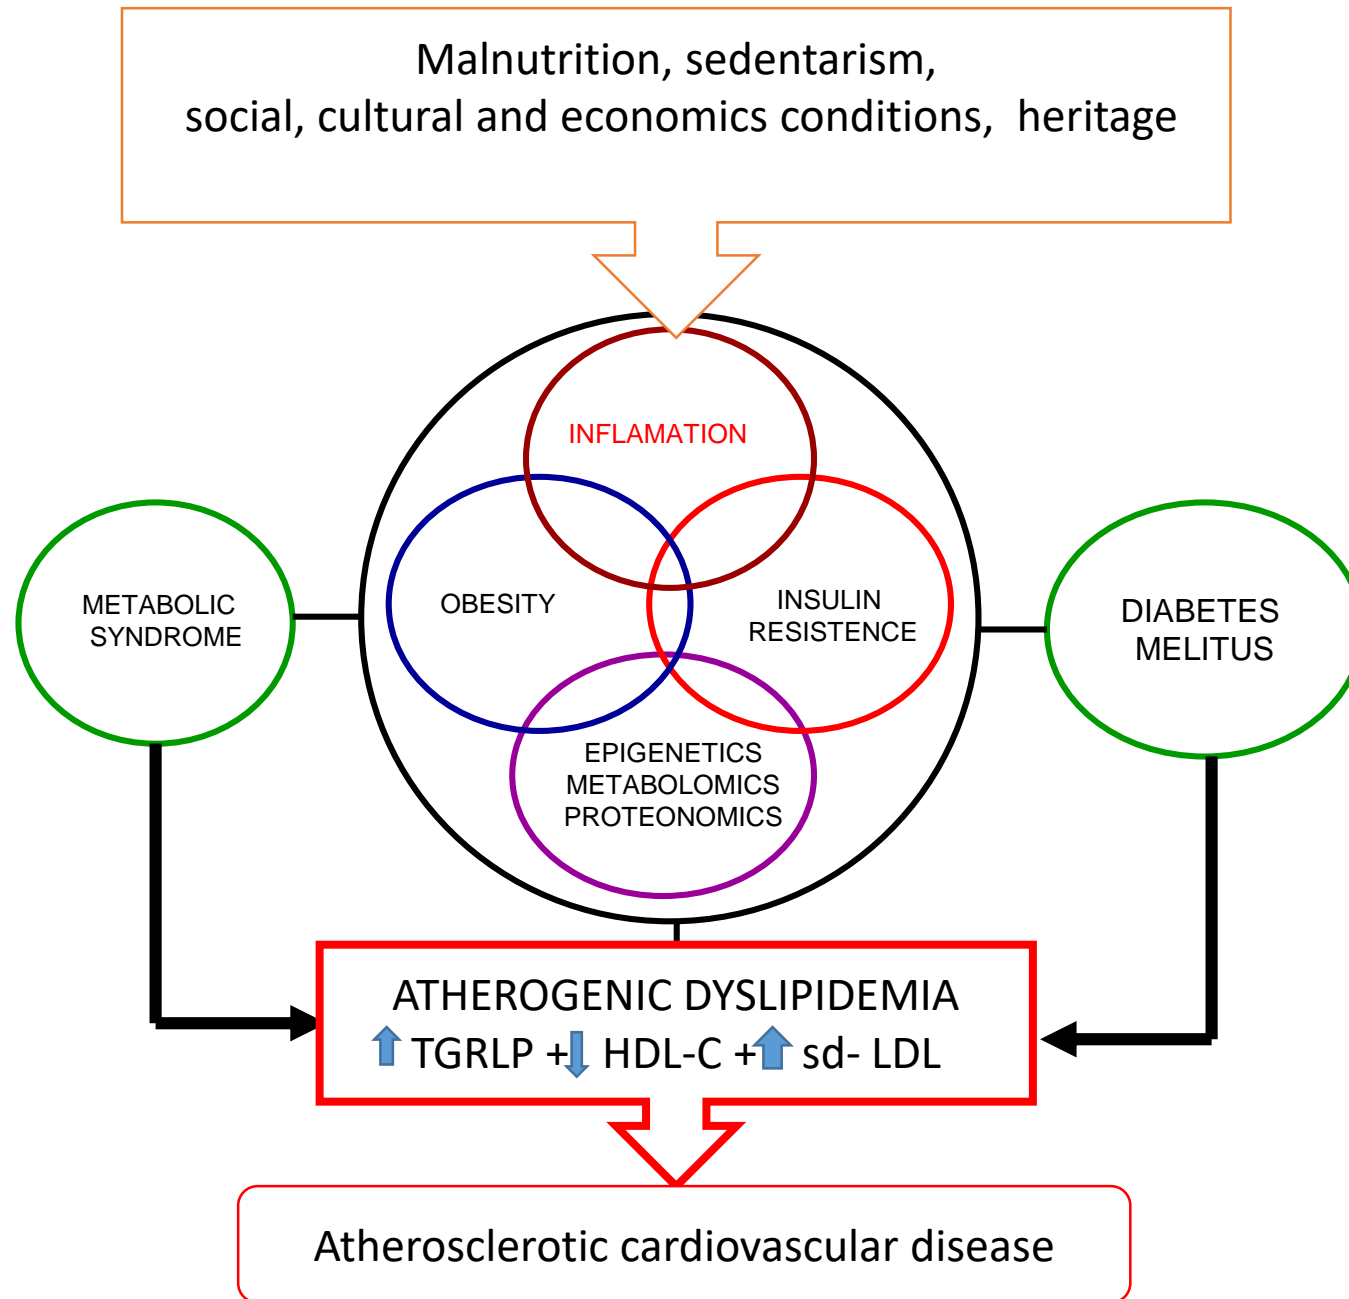 Malnutrition, sedentarism,
social, cultural and economics conditions, heritage
INFLAMATION
METABOLIC
SYNDROME
OBESITY
INSULIN
RESISTENCE
DIABETES
MELITUS
EPIGENETICS
METABOLOMICS
PROTEONOMICS
ATHEROGENIC DYSLIPIDEMIA
TGRLP + HDL-C + sd- LDL
Atherosclerotic cardiovascular disease